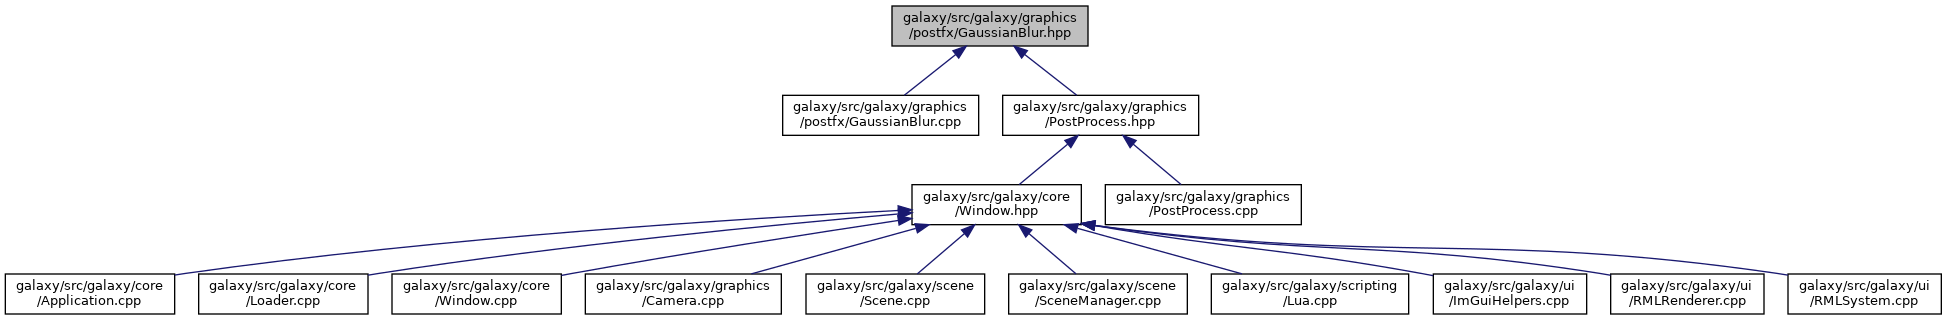 galaxy/src/galaxy/graphics
/postfx/GaussianBlur.hpp
galaxy/src/galaxy/graphics
/postfx/GaussianBlur.cpp
galaxy/src/galaxy/graphics
/PostProcess.hpp
galaxy/src/galaxy/core
/Window.hpp
galaxy/src/galaxy/graphics
/PostProcess.cpp
galaxy/src/galaxy/core
/Application.cpp
galaxy/src/galaxy/core
/Loader.cpp
galaxy/src/galaxy/core
/Window.cpp
galaxy/src/galaxy/graphics
/Camera.cpp
galaxy/src/galaxy/scene
/Scene.cpp
galaxy/src/galaxy/scene
/SceneManager.cpp
galaxy/src/galaxy/scripting
/Lua.cpp
galaxy/src/galaxy/ui
/ImGuiHelpers.cpp
galaxy/src/galaxy/ui
/RMLRenderer.cpp
galaxy/src/galaxy/ui
/RMLSystem.cpp